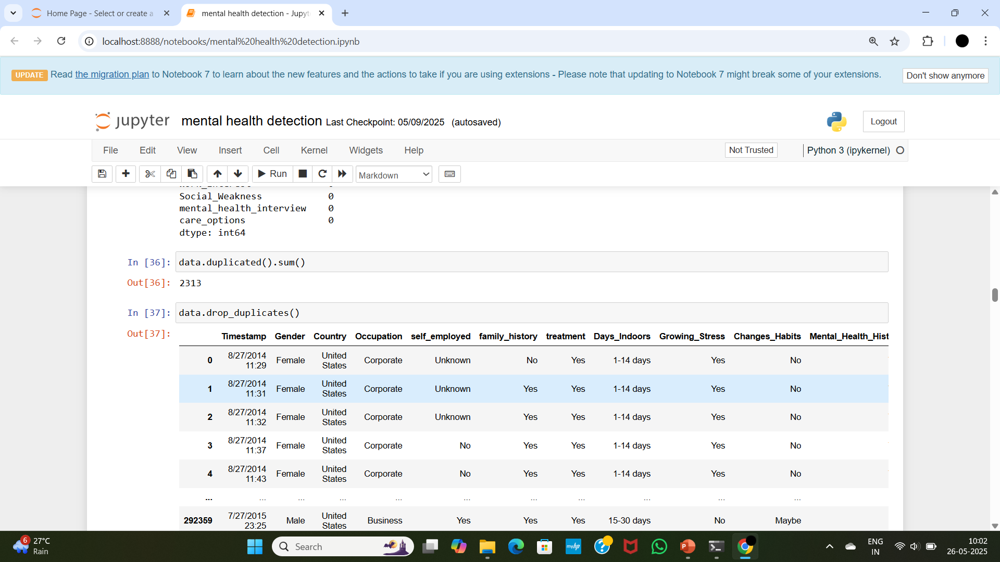 Home Page - Select or create a
mental health detection - Jupyt
localhost:8888/notebooks/mental%20health%20detection.ipynb
UPDATE Read the migration plan to Notebook 7 to learn about the new features and the actions to take if you are using extensions - Please note that updating to Notebook 7 might break some of your extensions.
Don't show anymore
jupyter mental health detection Last Checkpoint: 05/09/2025 (autosaved)
Logout
File Edit View Insert Cell Kernel Widgets Help
Not Trusted
Python 3 (ipykernel)
Run
Markdown
Social_Weakness 0
mental_health_interview 0
care_options 0
dtype: int64
In [36]: data.duplicated().sum()
Out[36]: 2313
In [37]: data.drop_duplicates()
Out[37]:
Timestamp Gender Country Occupation self_employed family_history treatment Days_Indoors Growing_Stress Changes_Habits Mental_Health_Hist
0 8/27/2014 11:29 Female United States Corporate Unknown No Yes 1-14 days Yes No
1 8/27/2014 11:31 Female United States Corporate Unknown Yes Yes 1-14 days Yes No
2 8/27/2014 11:32 Female United States Corporate Unknown Yes Yes 1-14 days Yes No
3 8/27/2014 11:37 Female United States Corporate No Yes Yes 1-14 days Yes No
4 8/27/2014 11:43 Female United States Corporate No Yes Yes 1-14 days Yes No
... ... ... ... ... ... ... ... ... ... ...
292359 7/27/2015 23:25 Male United States Business Yes Yes Yes 15-30 days No Maybe
6
27°C
Rain
Search
myhp
ENG
IN
10:02
26-05-2025